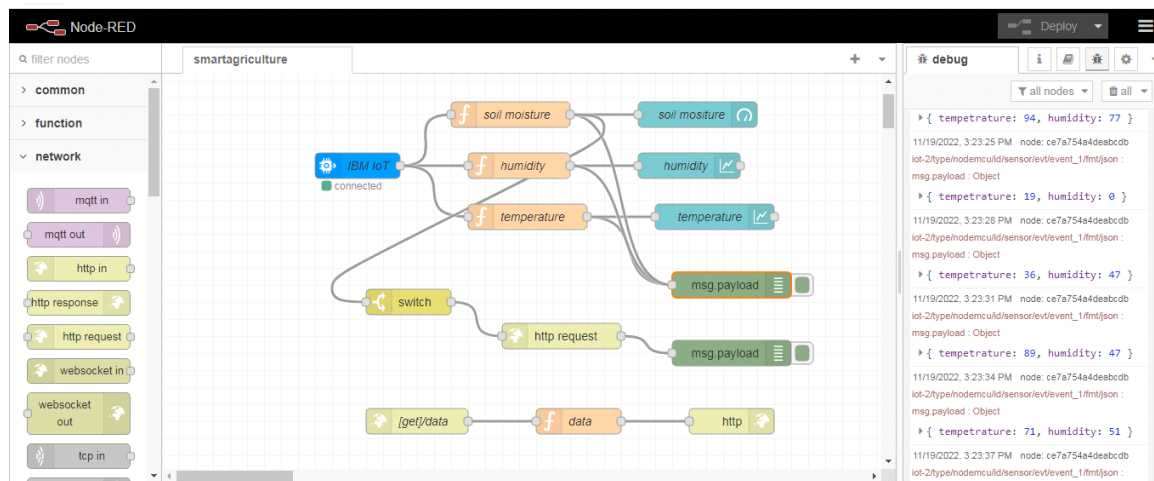 Node-RED
Deploy
filter nodes
common
function
network
mqtt in
mqtt out
http in
http response
http request
websocket in
websocket
out
tcp in
smartagriculture
soil moisture
soil mositure
IBM IoT
connected
humidity
humidity
temperature
temperature
msg.payload
switch
http request
msg.payload
[get]/data
data
http
debug
all nodes
all
{ tempetrature: 94, humidity: 77 }
11/19/2022, 3:23:25 PM node: ce7a754a4deabcdb
iot-2/type/nodemcu/id/sensor/evt/event_1/fmt/json :
msg.payload : Object
{ tempetrature: 19, humidity: 0 }
11/19/2022, 3:23:28 PM node: ce7a754a4deabcdb
iot-2/type/nodemcu/id/sensor/evt/event_1/fmt/json :
msg.payload : Object
{ tempetrature: 36, humidity: 47 }
11/19/2022, 3:23:31 PM node: ce7a754a4deabcdb
iot-2/type/nodemcu/id/sensor/evt/event_1/fmt/json :
msg.payload : Object
{ tempetrature: 89, humidity: 47 }
11/19/2022, 3:23:34 PM node: ce7a754a4deabcdb
iot-2/type/nodemcu/id/sensor/evt/event_1/fmt/json :
msg.payload : Object
{ tempetrature: 71, humidity: 51 }
11/19/2022, 3:23:37 PM node: ce7a754a4deabcdb
iot-2/type/nodemcu/id/sensor/evt/event_1/fmt/json :